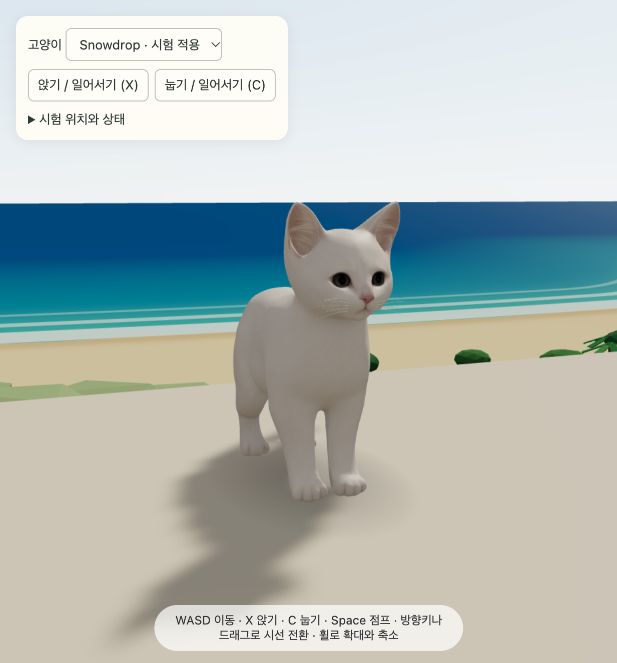 고양이 Snowdrop · 시험 적용
앉기 / 일어서기 (X) 눕기 / 일어서기 (C)
▶ 시험 위치와 상태
WASD 이동 · X 앉기 · C 눕기 · Space 점프 · 방향키나
드래그로 시선 전환 · 휠로 확대와 축소